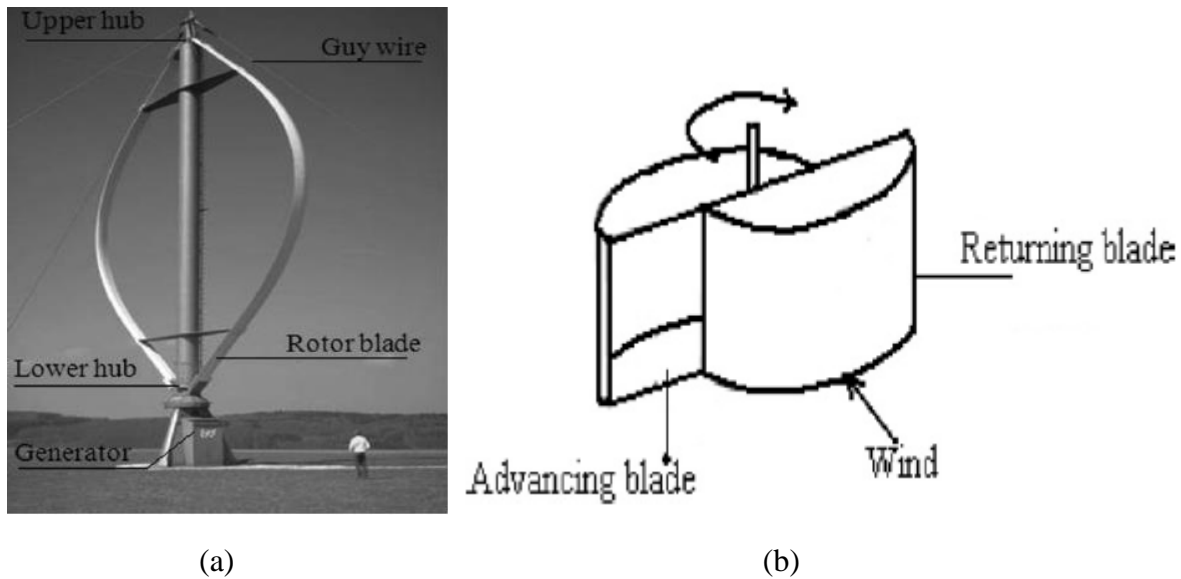 Upper hub
Guy wire
Rotor blade
Lower hub
Generator
Returning blade
Wind
Advancing blade
(a)
(b)